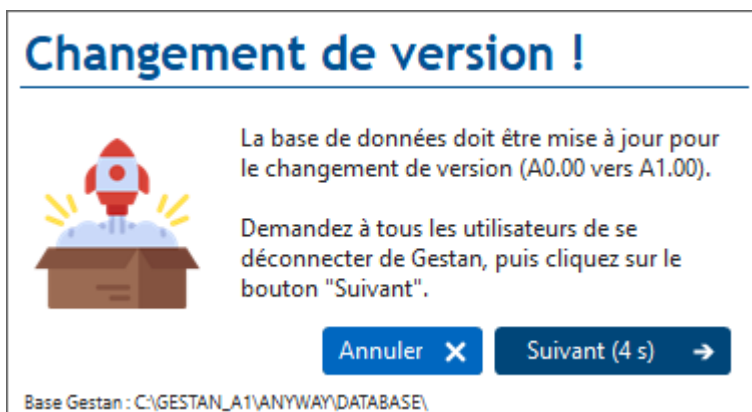 Changement de version !
La base de données doit être mise à jour pour
le changement de version (A0.00 vers A1.00).
Demandez à tous les utilisateurs de se
déconnecter de Gestan, puis cliquez sur le
bouton "Suivant".
Annuler
Suivant (4 s)
Base Gestan : C:\GESTAN_A1\ANYWAY\DATABASE\